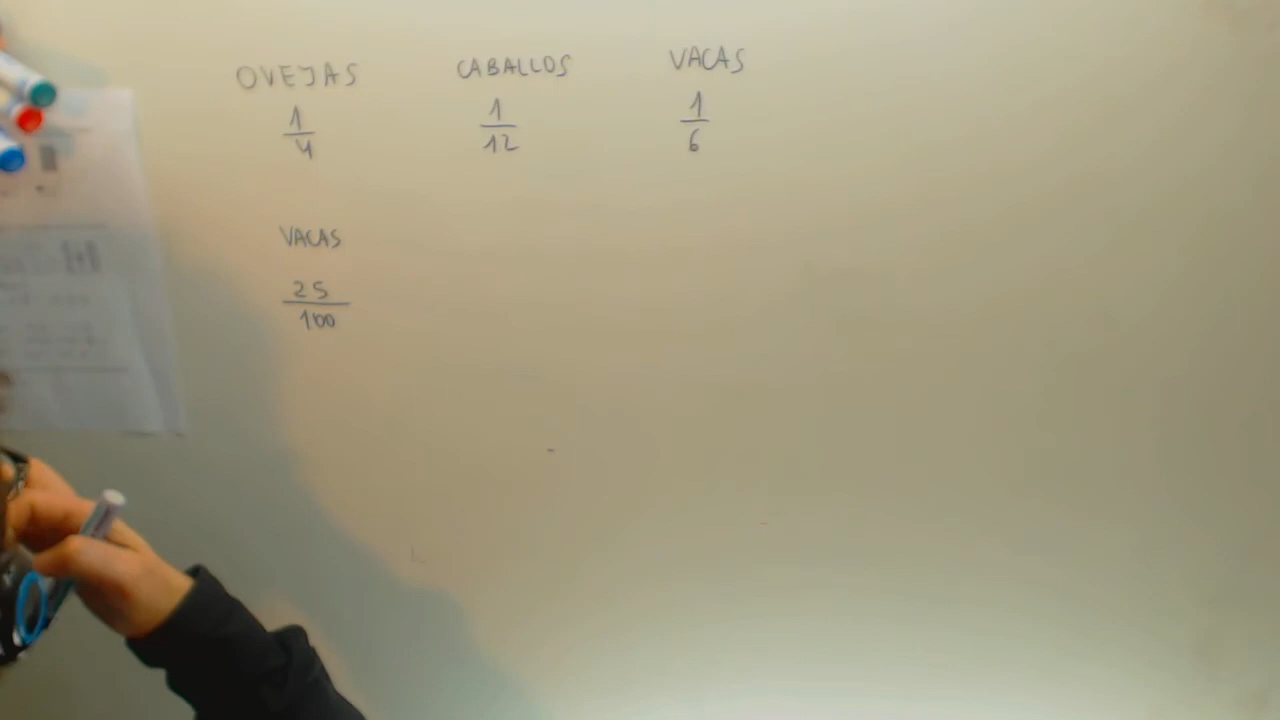 OVEJAS CABALLOS VACAS
1/4 1/12 1/6
VACAS
25/100